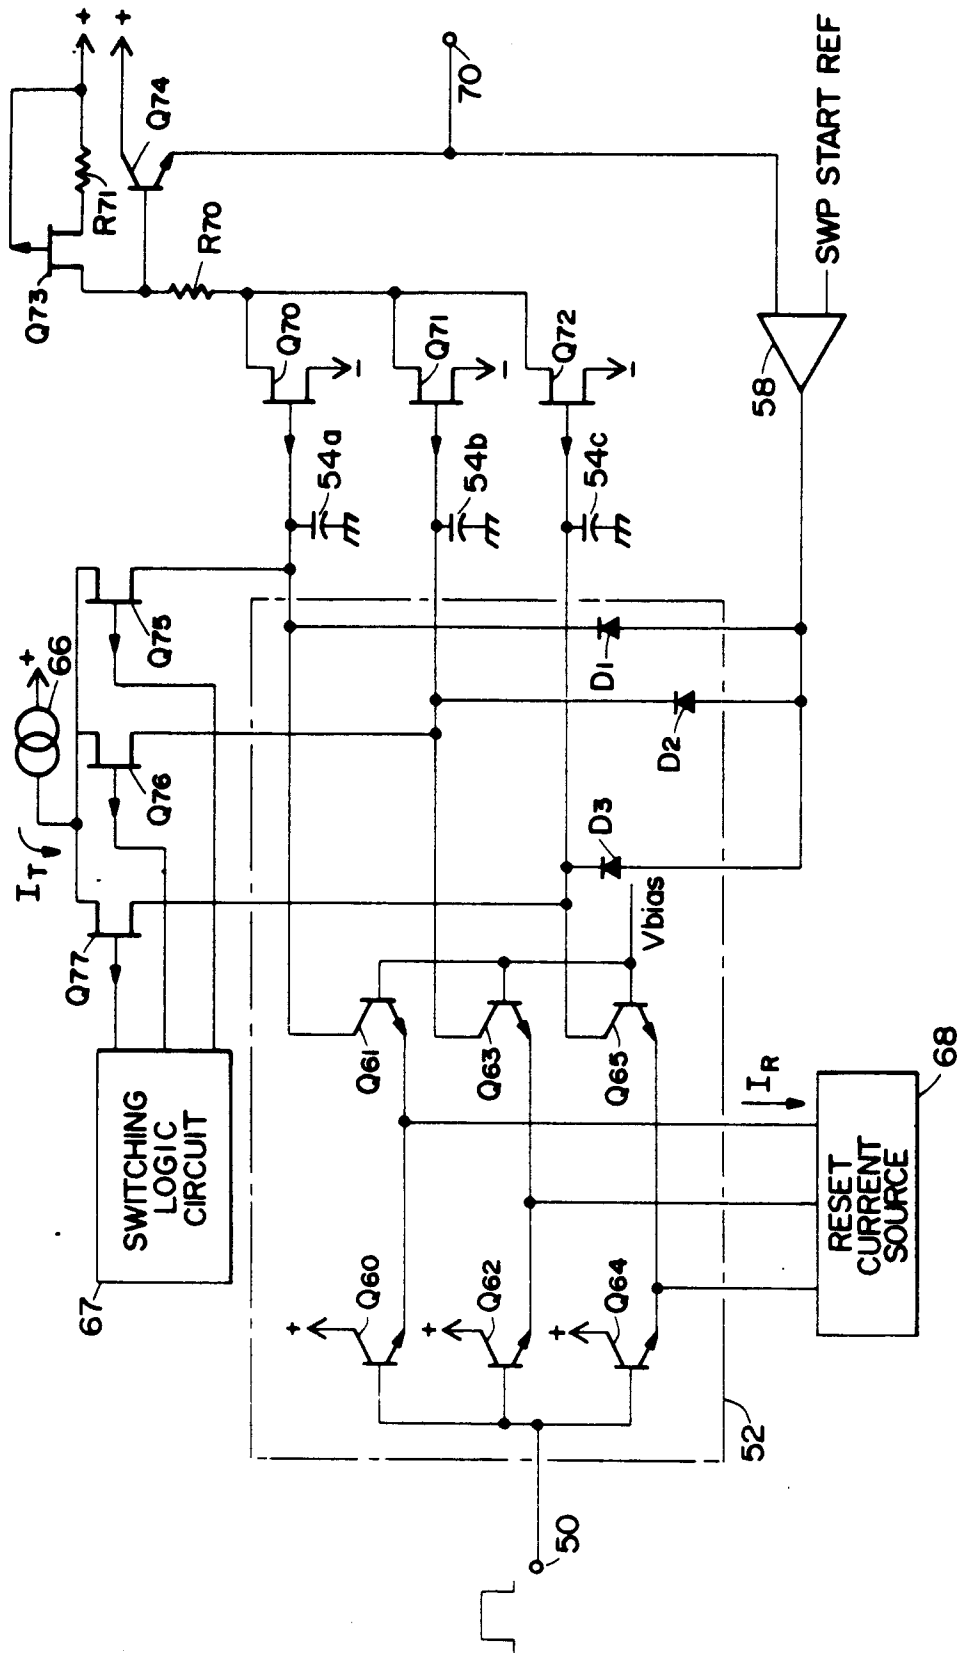 +
+
Q74
R71
Q73
R70
70
SWP START REF
Q70
Q71
Q72
58
54a
54b
54c
−
−
−
+
66
Q75
Q76
Q77
I_T
D1
D2
D3
Vbias
Q61
Q63
Q65
SWITCHING
LOGIC
CIRCUIT
67
I_R
68
RESET
CURRENT
SOURCE
+
Q60
+
Q62
+
Q64
52
50